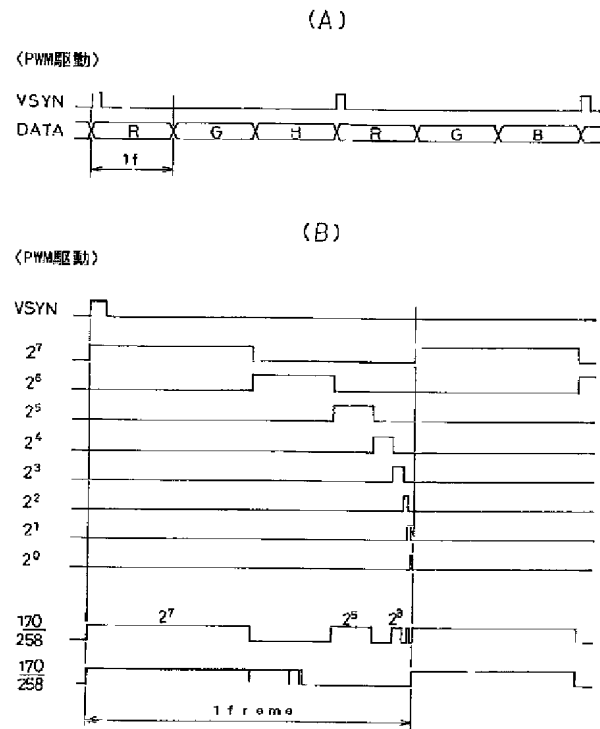 (A)
〈PWM駆動〉
VSYN
DATA R G H R G B
1f
(B)
〈PWM駆動〉
VSYN
2⁷
2⁶
2⁵
2⁴
2³
2²
2¹
2⁰
170/258 2⁷ 2⁵ 2³
170/258
1 frame